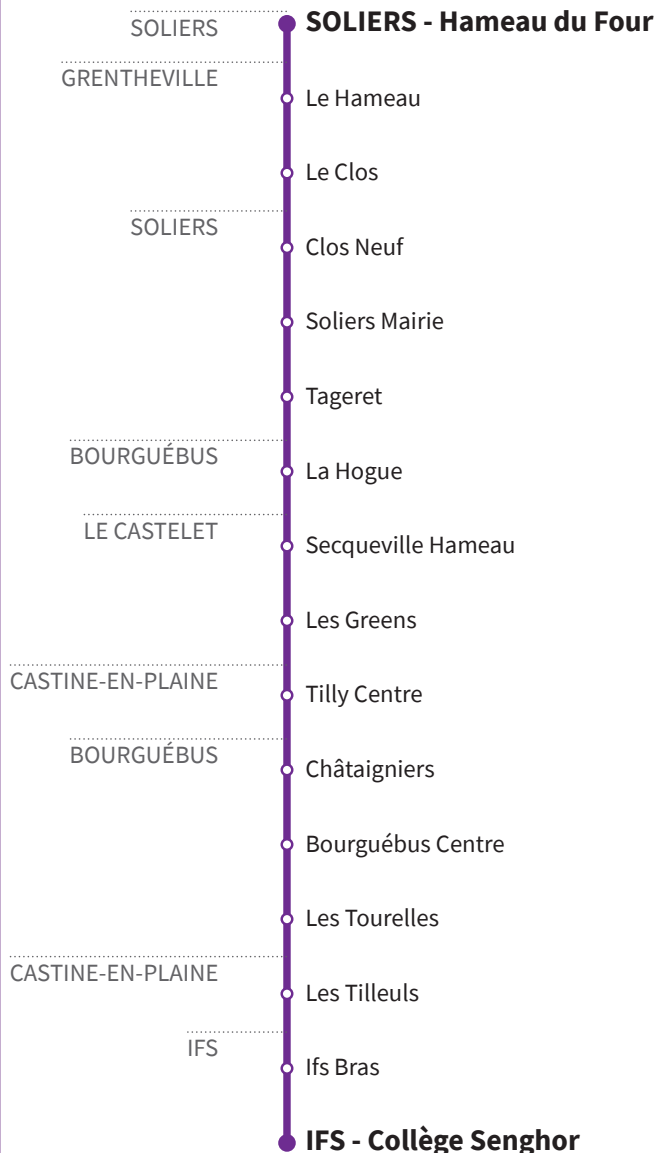 SOLIERS
SOLIERS - Hameau du Four
GRENTHEVILLE
Le Hameau
Le Clos
SOLIERS
Clos Neuf
Soliers Mairie
Tageret
BOURGUÉBUS
La Hogue
LE CASTELET
Secqueville Hameau
Les Greens
CASTINE-EN-PLAINE
Tilly Centre
BOURGUÉBUS
Châtaigniers
Bourguébus Centre
Les Tourelles
CASTINE-EN-PLAINE
Les Tilleuls
IFS
Ifs Bras
IFS - Collège Senghor